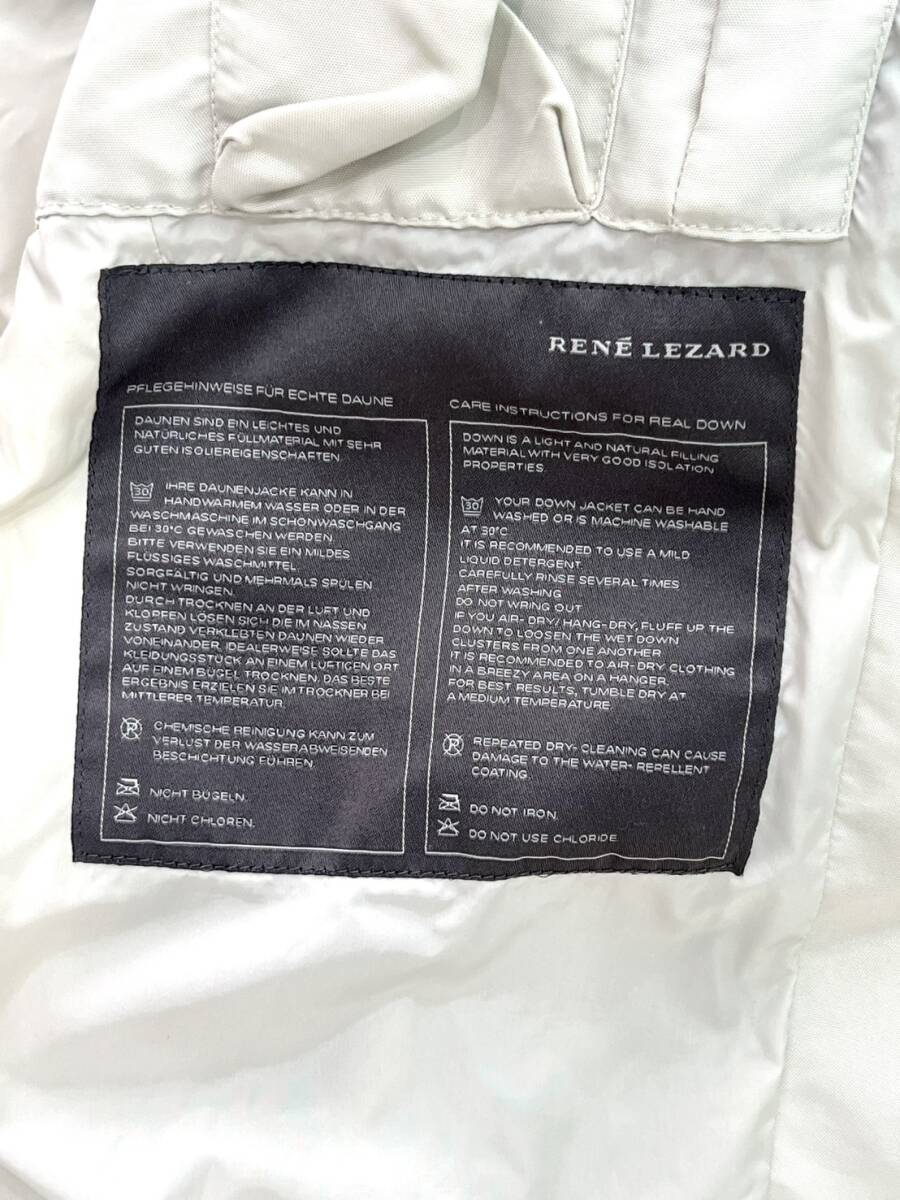 RENÉ LEZARD
PFLEGEHINWEISE FÜR ECHTE DAUNE
DAUNEN SIND EIN LEICHTES UND
NATÜRLICHES FÜLLMATERIAL MIT SEHR
GUTEN ISOLIEREIGENSCHAFTEN.
30
IHRE DAUNENJACKE KANN IN
HANDWARMEM WASSER ODER IN DER
WASCHMASCHINE IM SCHONWASCHGANG
BEI 30°C GEWASCHEN WERDEN.
BITTE VERWENDEN SIE EIN MILDES
FLÜSSIGES WASCHMITTEL.
SORGFÄLTIG UND MEHRMALS SPÜLEN
NICHT WRINGEN.
DURCH TROCKNEN AN DER LUFT UND
KLOPFEN LÖSEN SICH DIE IM NASSEN
ZUSTAND VERKLEBTEN DAUNEN WIEDER
VONEINANDER. IDEALERWEISE SOLLTE DAS
KLEIDUNGSSTÜCK AN EINEM LUFTIGEN ORT
AUF EINEM BÜGEL TROCKNEN. DAS BESTE
ERGEBNIS ERZIELEN SIE IM TROCKNER BEI
MITTLERER TEMPERATUR.
P
CHEMISCHE REINIGUNG KANN ZUM
VERLUST DER WASSERABWEISENDEN
BESCHICHTUNG FÜHREN.
NICHT BÜGELN.
NICHT CHLOREN.
CARE INSTRUCTIONS FOR REAL DOWN
DOWN IS A LIGHT AND NATURAL FILLING
MATERIAL WITH VERY GOOD ISOLATION
PROPERTIES.
30
YOUR DOWN JACKET CAN BE HAND
WASHED OR IS MACHINE WASHABLE
AT 30°C
IT IS RECOMMENDED TO USE A MILD
LIQUID DETERGENT.
CAREFULLY RINSE SEVERAL TIMES
AFTER WASHING
DO NOT WRING OUT
IF YOU AIR-DRY/ HANG-DRY, FLUFF UP THE
DOWN TO LOOSEN THE WET DOWN
CLUSTERS FROM ONE ANOTHER
IT IS RECOMMENDED TO AIR-DRY CLOTHING
IN A BREEZY AREA ON A HANGER.
FOR BEST RESULTS, TUMBLE DRY AT
A MEDIUM TEMPERATURE
P
REPEATED DRY- CLEANING CAN CAUSE
DAMAGE TO THE WATER- REPELLENT
COATING.
DO NOT IRON.
DO NOT USE CHLORIDE